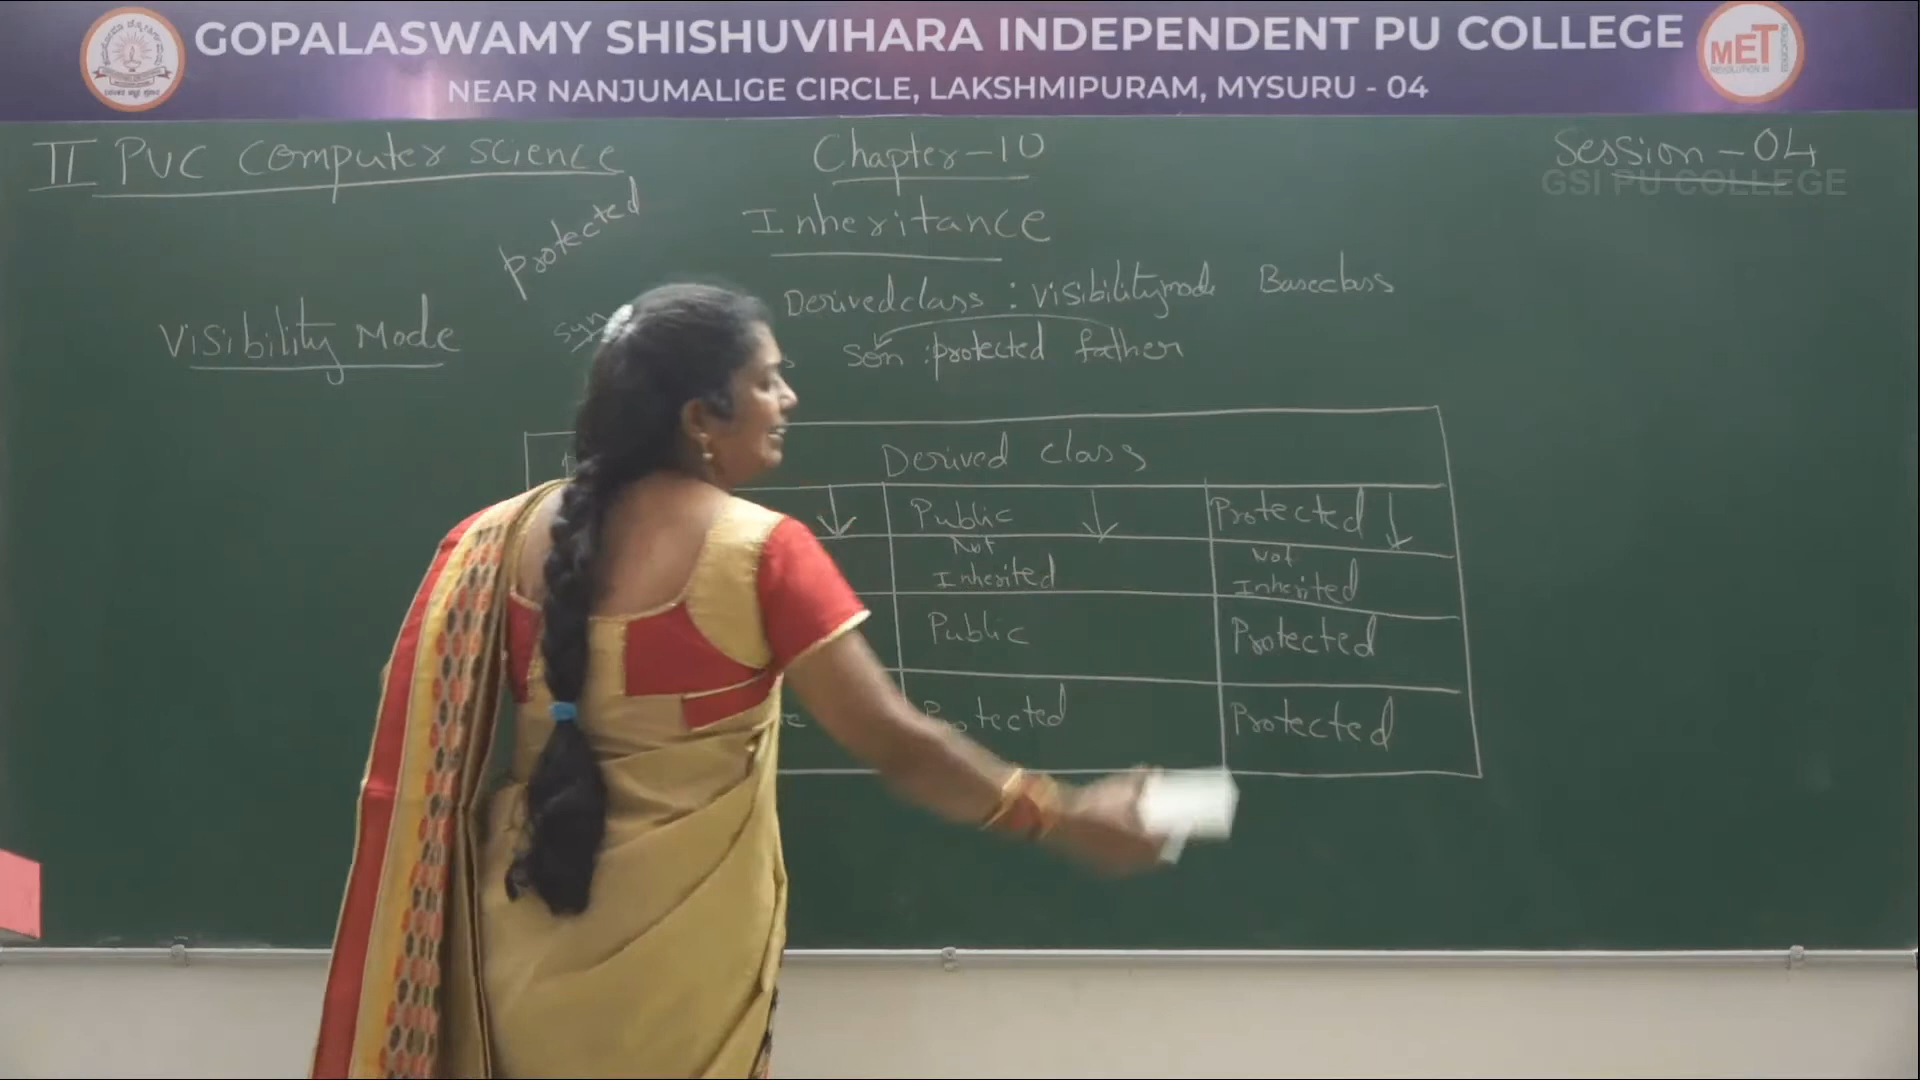 GOPALASWAMY SHISHUVIHARA INDEPENDENT PU COLLEGE
MET
NEAR NANJUMALIGE CIRCLE, LAKSHMIPURAM, MYSURU - 04
II PUC Computer science
Chapter-10
Session-04
GSI PU COLLEGE
protected
Inheritance
Derivedclass : visibilitymode Baseclass
Visibility Mode
syn
Son :protected father
Derived class
Public
Protected
Not Inherited
Not Inherited
Public
Protected
Protected
Protected